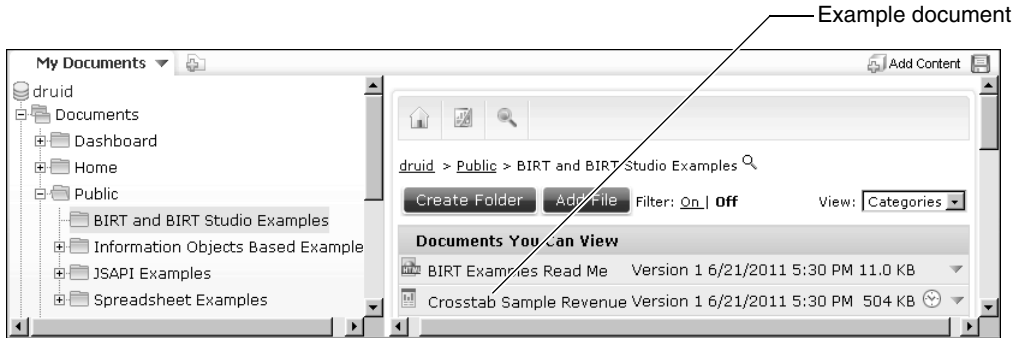 Example document
My Documents
Add Content
druid
Documents
Dashboard
Home
Public
BIRT and BIRT Studio Examples
Information Objects Based Example
JSAPI Examples
Spreadsheet Examples
druid > Public > BIRT and BIRT Studio Examples
Create Folder Add File Filter: On | Off View: Categories
Documents You Can View
BIRT Examples Read Me Version 1 6/21/2011 5:30 PM 11.0 KB
Crosstab Sample Revenue Version 1 6/21/2011 5:30 PM 504 KB